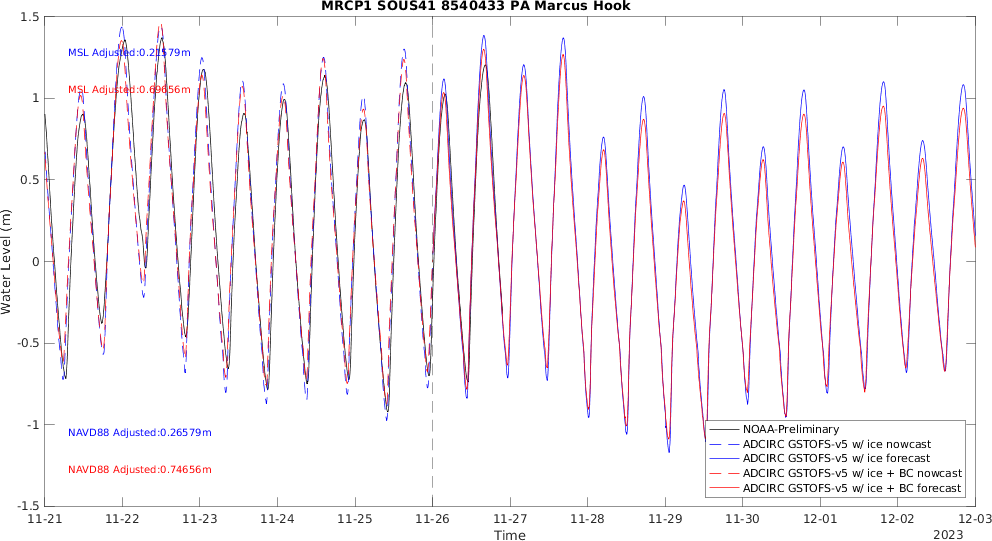 MRCP1 SOUS41 8540433 PA Marcus Hook
1.5
1
0.5
0
-0.5
-1
-1.5
Water Level (m)
MSL Adjusted:0.21579m
MSL Adjusted:0.69656m
NAVD88 Adjusted:0.26579m
NAVD88 Adjusted:0.74656m
NOAA-Preliminary
ADCIRC GSTOFS-v5 w/ ice nowcast
ADCIRC GSTOFS-v5 w/ ice forecast
ADCIRC GSTOFS-v5 w/ ice + BC nowcast
ADCIRC GSTOFS-v5 w/ ice + BC forecast
11-21 11-22 11-23 11-24 11-25 11-26 11-27 11-28 11-29 11-30 12-01 12-02 12-03
Time
2023